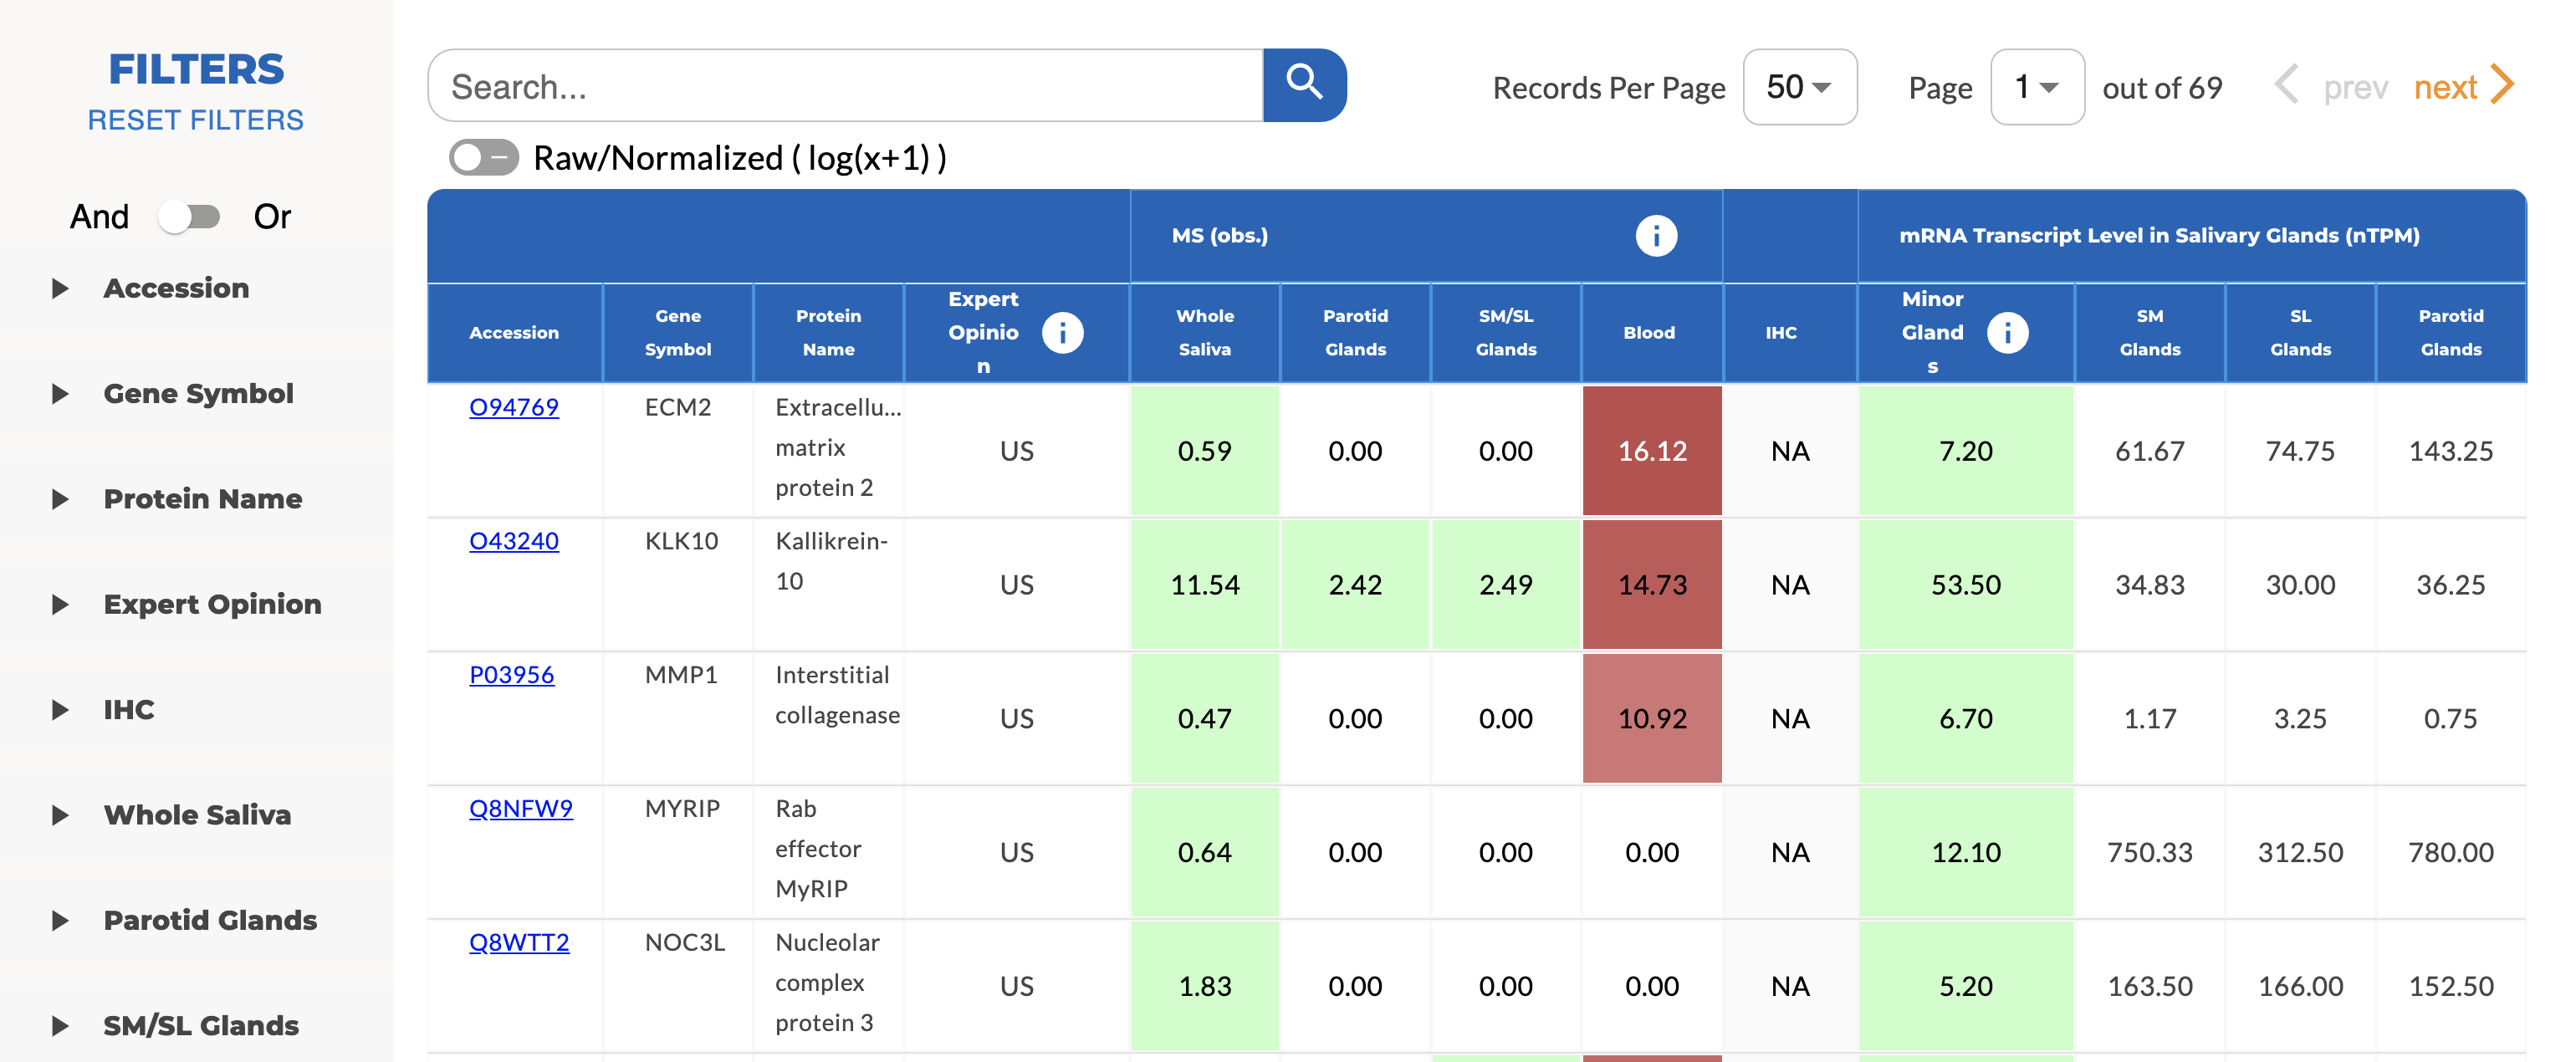 FILTERS
RESET FILTERS
And Or
Accession
Gene Symbol
Protein Name
Expert Opinion
IHC
Whole Saliva
Parotid Glands
SM/SL Glands
Search...
Records Per Page 50 Page 1 out of 69 prev next
Raw/Normalized ( log(x+1) )
MS (obs.) i mRNA Transcript Level in Salivary Glands (nTPM)
Accession
Gene
Symbol
Protein
Name
Expert
Opinio
n
i
Whole
Saliva
Parotid
Glands
SM/SL
Glands
Blood
IHC
Minor
Gland
s
i
SM
Glands
SL
Glands
Parotid
Glands
O94769 ECM2 Extracellu...
matrix
protein 2
US 0.59 0.00 0.00 16.12 NA 7.20 61.67 74.75 143.25
O43240 KLK10 Kallikrein-
10
US 11.54 2.42 2.49 14.73 NA 53.50 34.83 30.00 36.25
P03956 MMP1 Interstitial
collagenase
US 0.47 0.00 0.00 10.92 NA 6.70 1.17 3.25 0.75
Q8NFW9 MYRIP Rab
effector
MyRIP
US 0.64 0.00 0.00 0.00 NA 12.10 750.33 312.50 780.00
Q8WTT2 NOC3L Nucleolar
complex
protein 3
US 1.83 0.00 0.00 0.00 NA 5.20 163.50 166.00 152.50